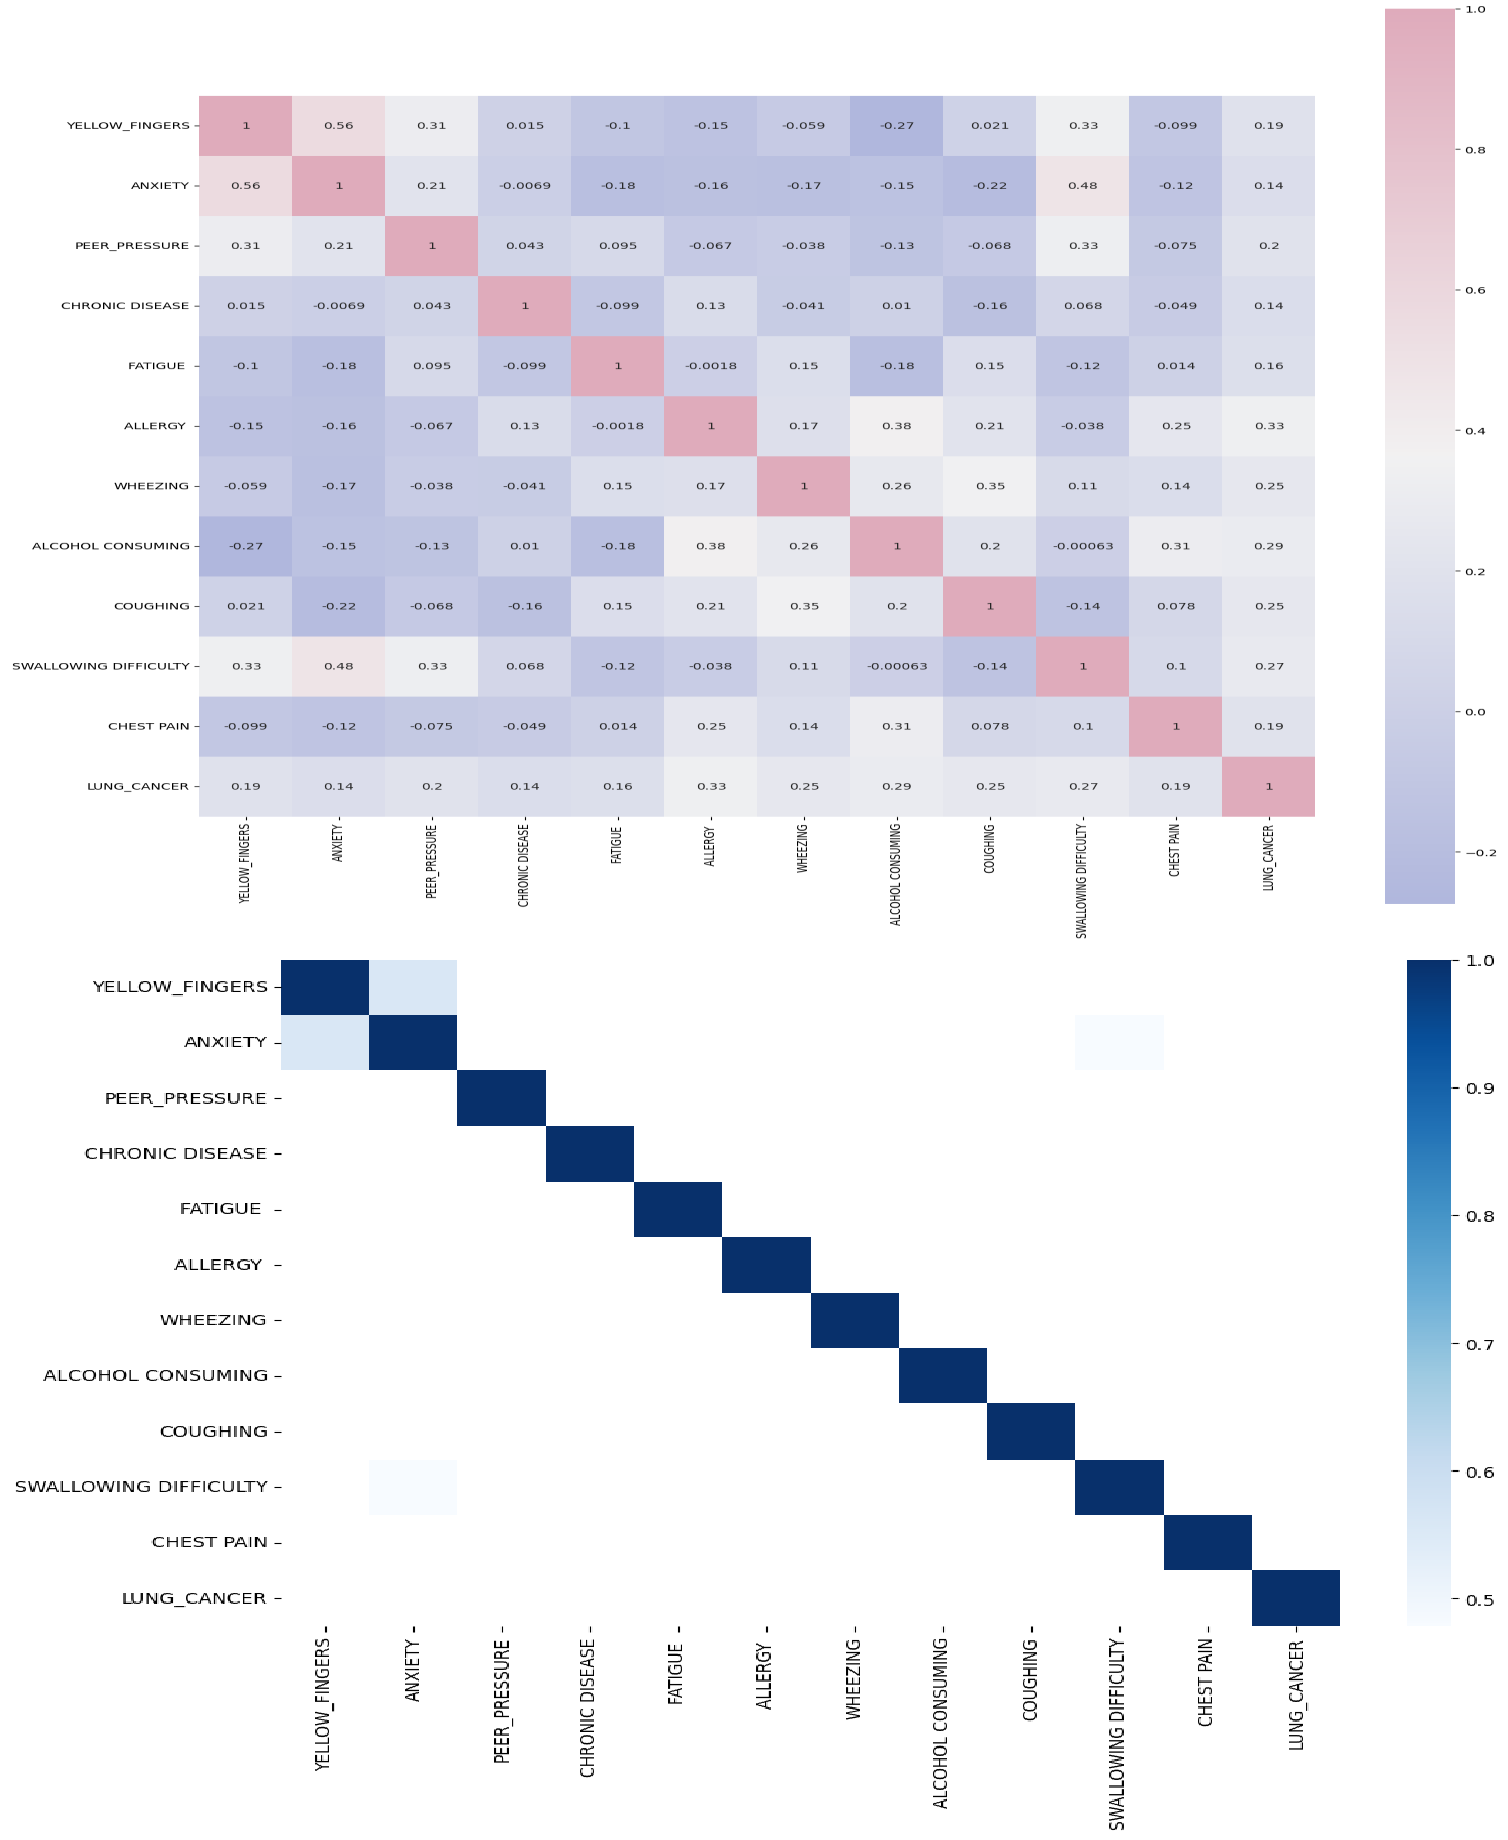 1.0
YELLOW_FINGERS 1 0.56 0.31 0.015 -0.1 -0.15 -0.059 -0.27 0.021 0.33 -0.099 0.19
0.8
ANXIETY 0.56 1 0.21 -0.0069 -0.18 -0.16 -0.17 -0.15 -0.22 0.48 -0.12 0.14
PEER_PRESSURE 0.31 0.21 1 0.043 0.095 -0.067 -0.038 -0.13 -0.068 0.33 -0.075 0.2
0.6
CHRONIC DISEASE 0.015 -0.0069 0.043 1 -0.099 0.13 -0.041 0.01 -0.16 0.068 -0.049 0.14
FATIGUE -0.1 -0.18 0.095 -0.099 1 -0.0018 0.15 -0.18 0.15 -0.12 0.014 0.16
ALLERGY -0.15 -0.16 -0.067 0.13 -0.0018 1 0.17 0.38 0.21 -0.038 0.25 0.33
0.4
WHEEZING -0.059 -0.17 -0.038 -0.041 0.15 0.17 1 0.26 0.35 0.11 0.14 0.25
ALCOHOL CONSUMING -0.27 -0.15 -0.13 0.01 -0.18 0.38 0.26 1 0.2 -0.00063 0.31 0.29
0.2
COUGHING 0.021 -0.22 -0.068 -0.16 0.15 0.21 0.35 0.2 1 -0.14 0.078 0.25
SWALLOWING DIFFICULTY 0.33 0.48 0.33 0.068 -0.12 -0.038 0.11 -0.00063 -0.14 1 0.1 0.27
0.0
CHEST PAIN -0.099 -0.12 -0.075 -0.049 0.014 0.25 0.14 0.31 0.078 0.1 1 0.19
LUNG_CANCER 0.19 0.14 0.2 0.14 0.16 0.33 0.25 0.29 0.25 0.27 0.19 1
−0.2
YELLOW_FINGERS
ANXIETY
PEER_PRESSURE
CHRONIC DISEASE
FATIGUE
ALLERGY
WHEEZING
ALCOHOL CONSUMING
COUGHING
SWALLOWING DIFFICULTY
CHEST PAIN
LUNG_CANCER
1.0
YELLOW_FINGERS
ANXIETY
0.9
PEER_PRESSURE
CHRONIC DISEASE
0.8
FATIGUE
ALLERGY
WHEEZING
0.7
ALCOHOL CONSUMING
COUGHING
0.6
SWALLOWING DIFFICULTY
CHEST PAIN
LUNG_CANCER
0.5
YELLOW_FINGERS
ANXIETY
PEER_PRESSURE
CHRONIC DISEASE
FATIGUE
ALLERGY
WHEEZING
ALCOHOL CONSUMING
COUGHING
SWALLOWING DIFFICULTY
CHEST PAIN
LUNG_CANCER